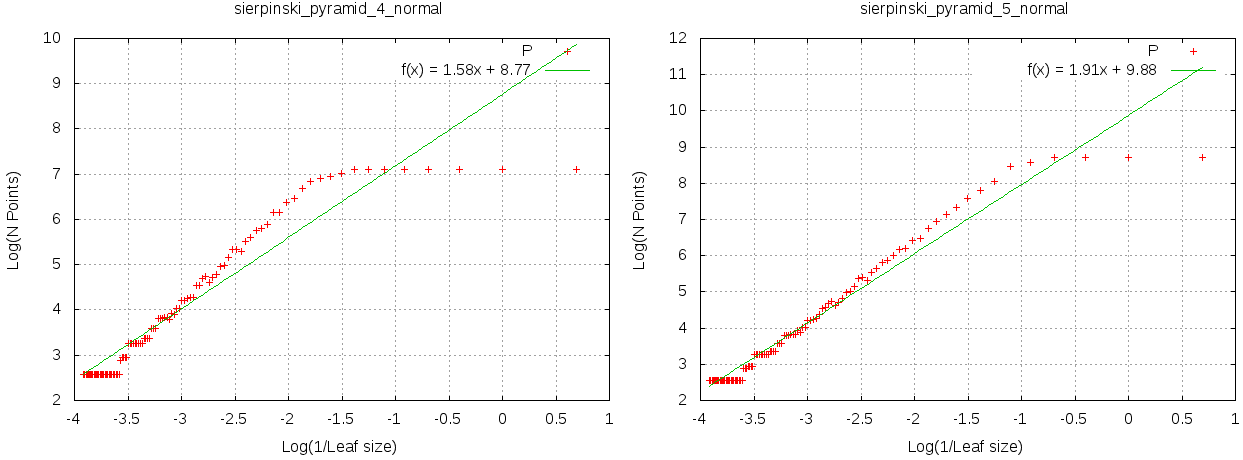 sierpinski_pyramid_4_normal
10
9
8
7
6
5
4
3
2
-4 -3.5 -3 -2.5 -2 -1.5 -1 -0.5 0 0.5 1
Log(N Points)
Log(1/Leaf size)
P
f(x) = 1.58x + 8.77
sierpinski_pyramid_5_normal
12
11
10
9
8
7
6
5
4
3
2
-4 -3.5 -3 -2.5 -2 -1.5 -1 -0.5 0 0.5 1
Log(N Points)
Log(1/Leaf size)
P
f(x) = 1.91x + 9.88